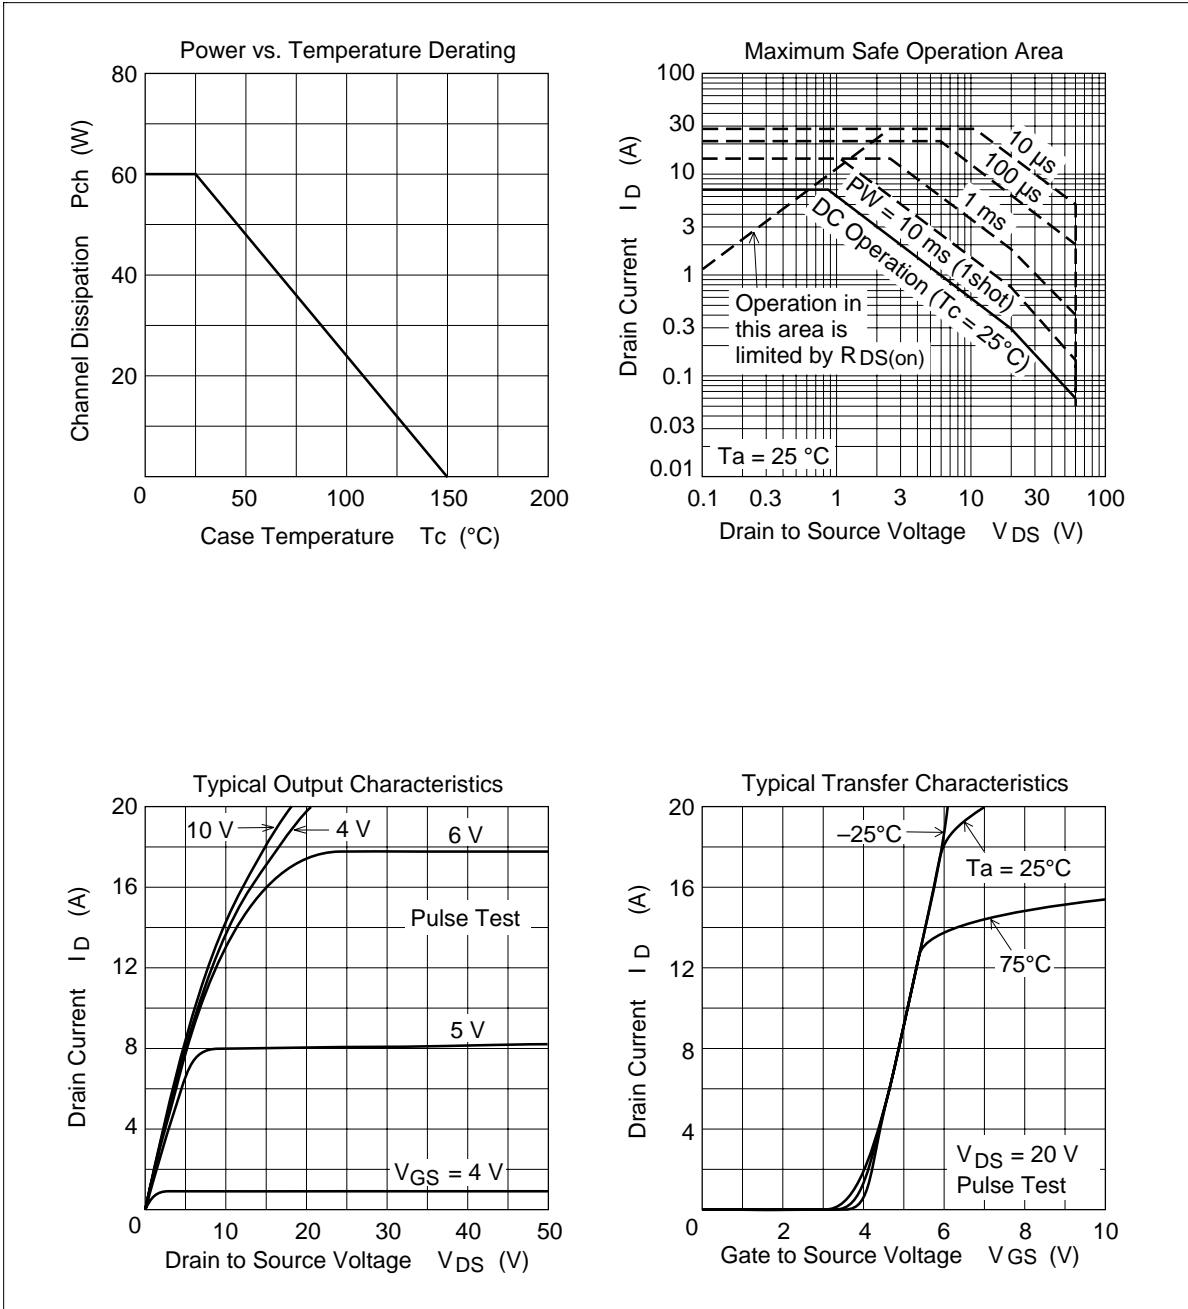 Power vs. Temperature Derating
80
60
40
20
0
50
100
150
200
Channel Dissipation Pch (W)
Case Temperature Tc (°C)
Maximum Safe Operation Area
100
30
10
3
1
0.3
0.1
0.03
0.01
0.1
0.3
1
3
10
30
100
Drain Current I D (A)
Drain to Source Voltage V DS (V)
10 µs
100 µs
1 ms
PW = 10 ms (1shot)
DC Operation (Tc = 25°C)
Operation in
this area is
limited by R DS(on)
Ta = 25 °C
Typical Output Characteristics
20
16
12
8
4
0
10
20
30
40
50
Drain Current I D (A)
Drain to Source Voltage V DS (V)
10 V
4 V
6 V
Pulse Test
5 V
VGS = 4 V
Typical Transfer Characteristics
20
16
12
8
4
0
2
4
6
8
10
Drain Current I D (A)
Gate to Source Voltage V GS (V)
–25°C
Ta = 25°C
75°C
VDS = 20 V
Pulse Test